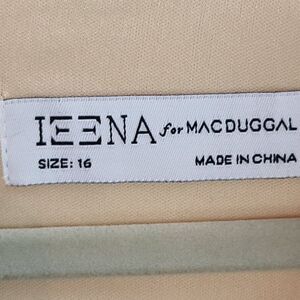 IEENA for MAC DUGGAL
SIZE: 16 MADE IN CHINA